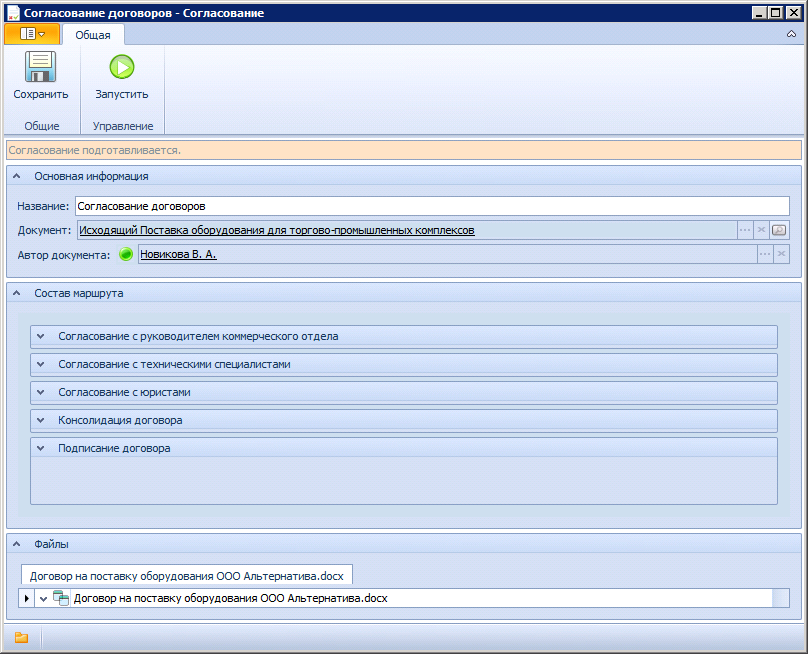 Согласование договоров - Согласование
Общая
Сохранить
Запустить
Общие
Управление
Согласование подготавливается.
Основная информация
Название: Согласование договоров
Документ: Исходящий Поставка оборудования для торгово-промышленных комплексов
Автор документа: Новикова В. А.
Состав маршрута
Согласование с руководителем коммерческого отдела
Согласование с техническими специалистами
Согласование с юристами
Консолидация договора
Подписание договора
Файлы
Договор на поставку оборудования ООО Альтернатива.docx
Договор на поставку оборудования ООО Альтернатива.docx